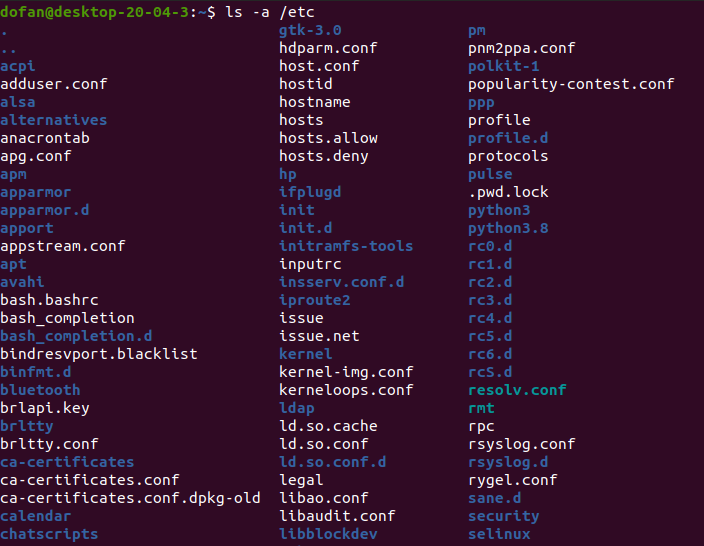 dofan@desktop-20-04-3:~$ ls -a /etc
. gtk-3.0 pm
.. hdparm.conf pnm2ppa.conf
acpi host.conf polkit-1
adduser.conf hostid popularity-contest.conf
alsa hostname ppp
alternatives hosts profile
anacrontab hosts.allow profile.d
apg.conf hosts.deny protocols
apm hp pulse
apparmor ifplugd .pwd.lock
apparmor.d init python3
apport init.d python3.8
appstream.conf initramfs-tools rc0.d
apt inputrc rc1.d
avahi insserv.conf.d rc2.d
bash.bashrc iproute2 rc3.d
bash_completion issue rc4.d
bash_completion.d issue.net rc5.d
bindresvport.blacklist kernel rc6.d
binfmt.d kernel-img.conf rcS.d
bluetooth kerneloops.conf resolv.conf
brlapi.key ldap rmt
brltty ld.so.cache rpc
brltty.conf ld.so.conf rsyslog.conf
ca-certificates ld.so.conf.d rsyslog.d
ca-certificates.conf legal rygel.conf
ca-certificates.conf.dpkg-old libao.conf sane.d
calendar libaudit.conf security
chatscripts libblockdev selinux